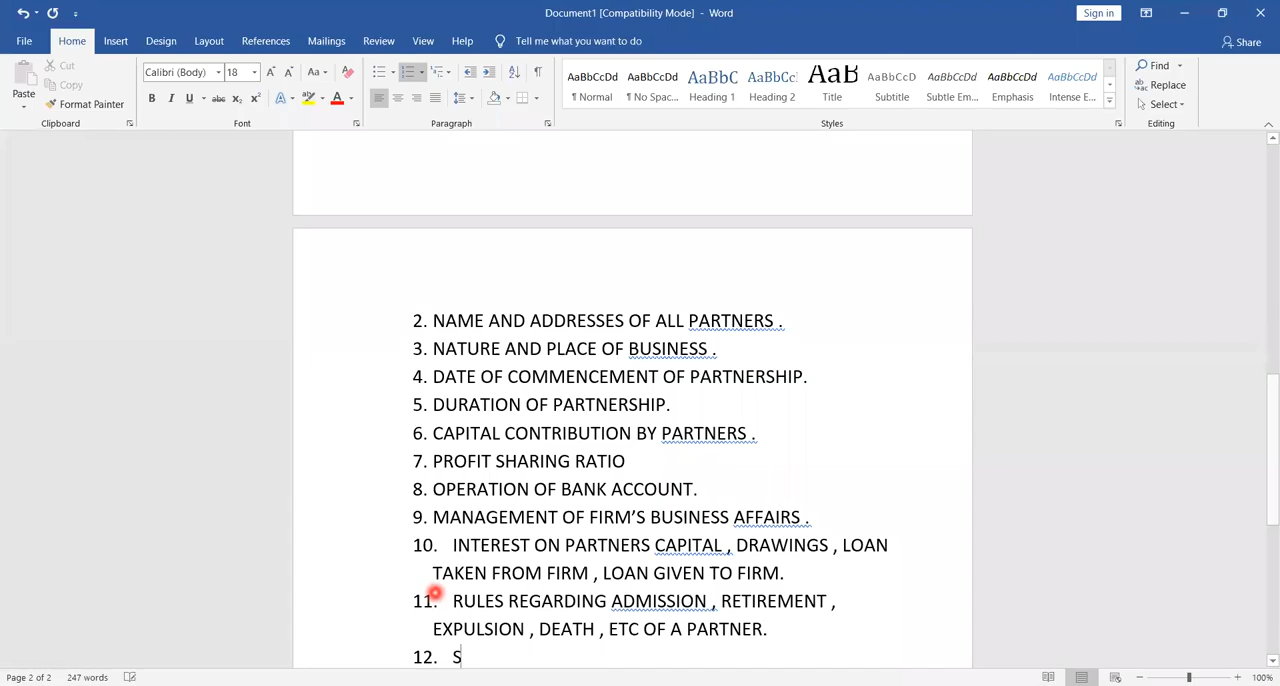 Document1 [Compatibility Mode] - Word
Sign in
File Home Insert Design Layout References Mailings Review View Help Tell me what you want to do
Share
Paste
Cut
Copy
Format Painter
Clipboard
Calibri (Body) 18
Font
Paragraph
AaBbCcDd AaBbCcDd AaBbC AaBbCc AaB AaBbCcD AaBbCcDd AaBbCcDd AaBbCcDd
¶ Normal ¶ No Spac... Heading 1 Heading 2 Title Subtitle Subtle Em... Emphasis Intense E...
Styles
Find
Replace
Select
Editing
2. NAME AND ADDRESSES OF ALL PARTNERS .
3. NATURE AND PLACE OF BUSINESS .
4. DATE OF COMMENCEMENT OF PARTNERSHIP.
5. DURATION OF PARTNERSHIP.
6. CAPITAL CONTRIBUTION BY PARTNERS .
7. PROFIT SHARING RATIO
8. OPERATION OF BANK ACCOUNT.
9. MANAGEMENT OF FIRM’S BUSINESS AFFAIRS .
10. INTEREST ON PARTNERS CAPITAL , DRAWINGS , LOAN
TAKEN FROM FIRM , LOAN GIVEN TO FIRM.
11. RULES REGARDING ADMISSION , RETIREMENT ,
EXPULSION , DEATH , ETC OF A PARTNER.
12. S
Page 2 of 2 247 words
100%